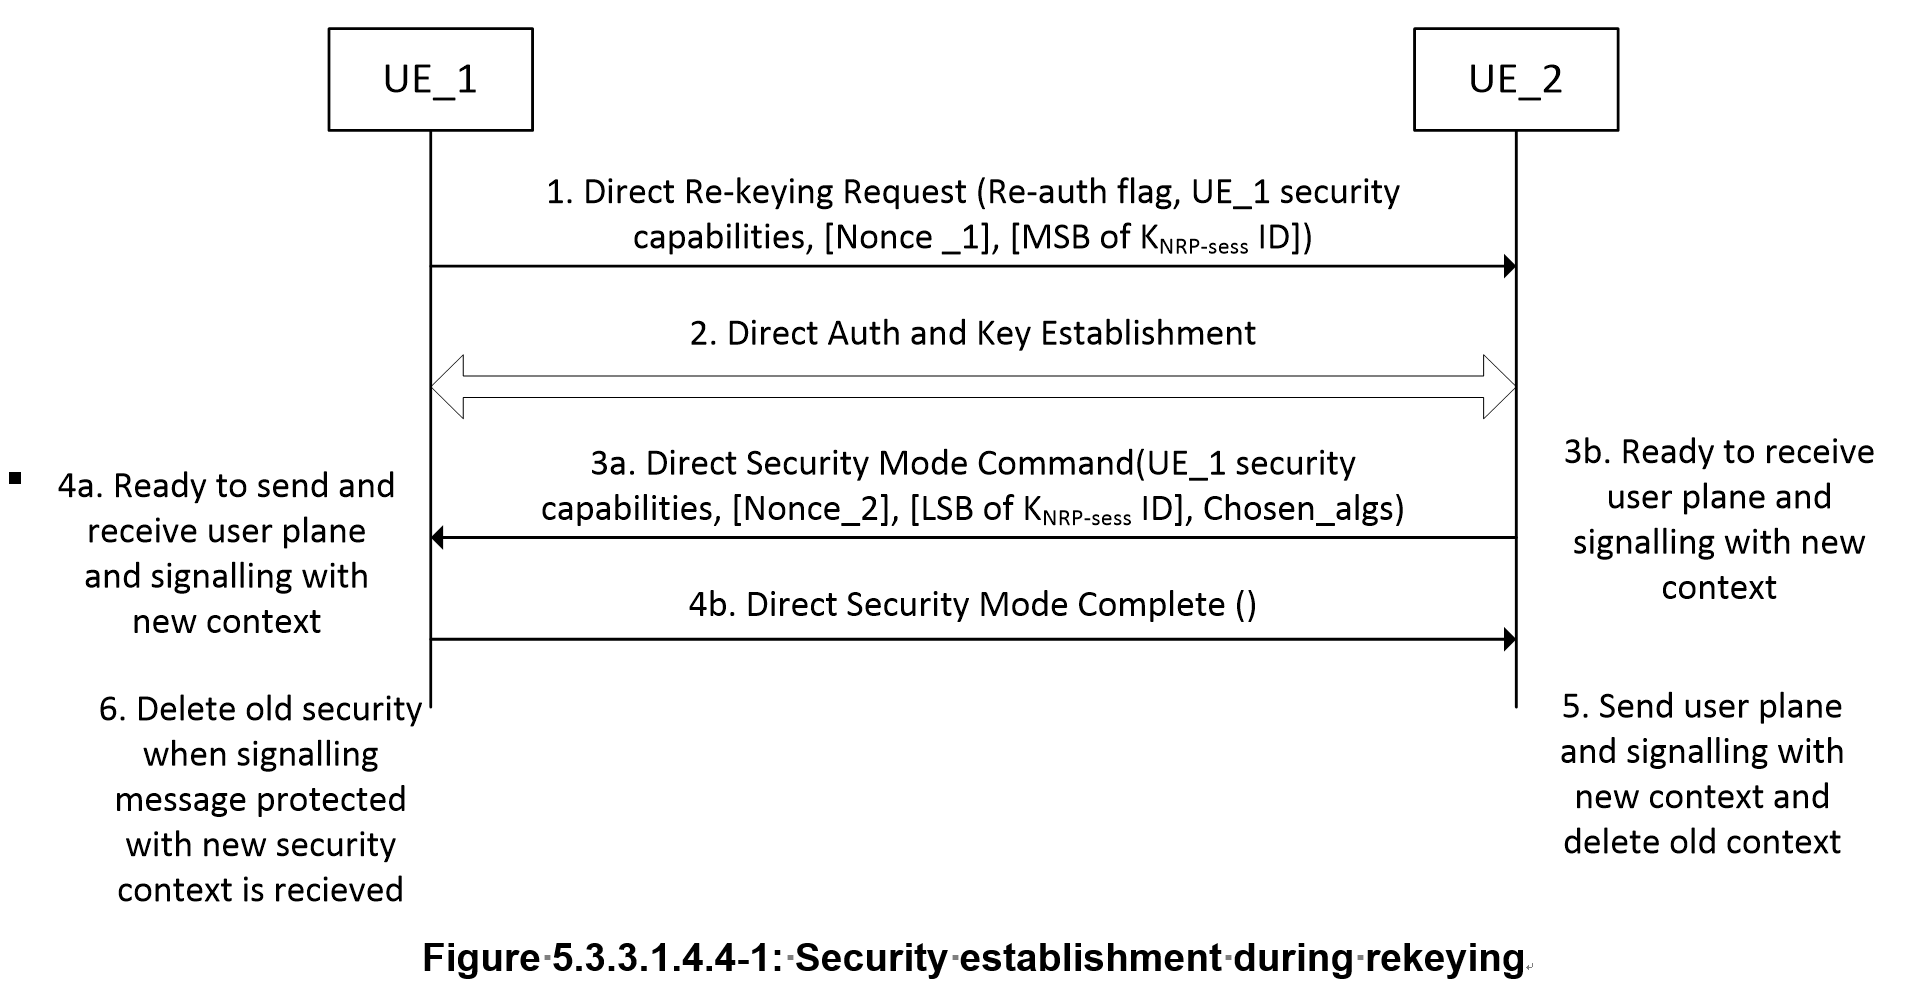 UE_1
UE_2
1. Direct Re-keying Request (Re-auth flag, UE_1 security
capabilities, [Nonce _1], [MSB of KNRP-sess ID])
2. Direct Auth and Key Establishment
3a. Direct Security Mode Command(UE_1 security
capabilities, [Nonce_2], [LSB of KNRP-sess ID], Chosen_algs)
3b. Ready to receive
user plane and
signalling with new
context
4a. Ready to send and
receive user plane
and signalling with
new context
4b. Direct Security Mode Complete ()
5. Send user plane
and signalling with
new context and
delete old context
6. Delete old security
when signalling
message protected
with new security
context is recieved
Figure 5.3.3.1.4.4-1: Security establishment during rekeying